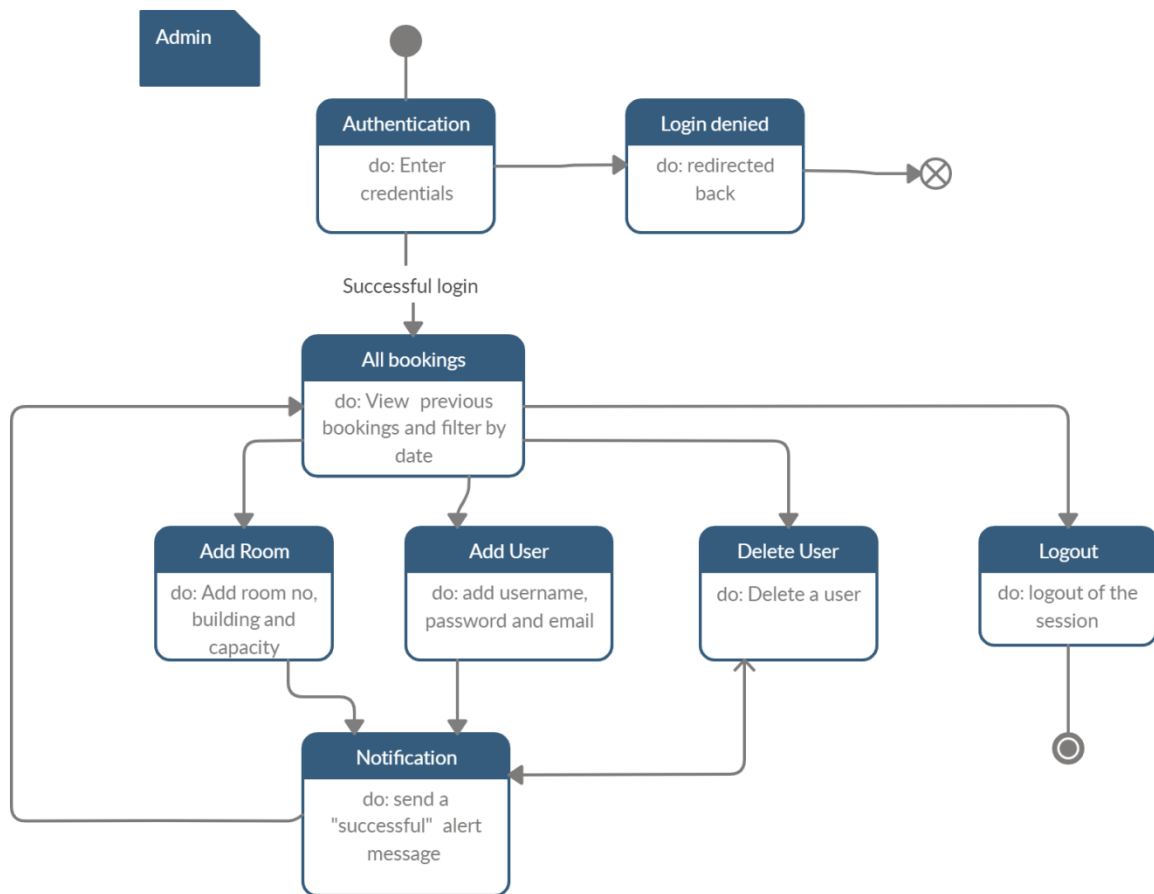 Admin
Authentication
do: Enter
credentials
Login denied
do: redirected
back
Successful login
All bookings
do: View  previous
bookings and filter by
date
Add Room
do: Add room no,
building and
capacity
Add User
do: add username,
password and email
Delete User
do: Delete a user
Logout
do: logout of the
session
Notification
do: send a
"successful"  alert
message